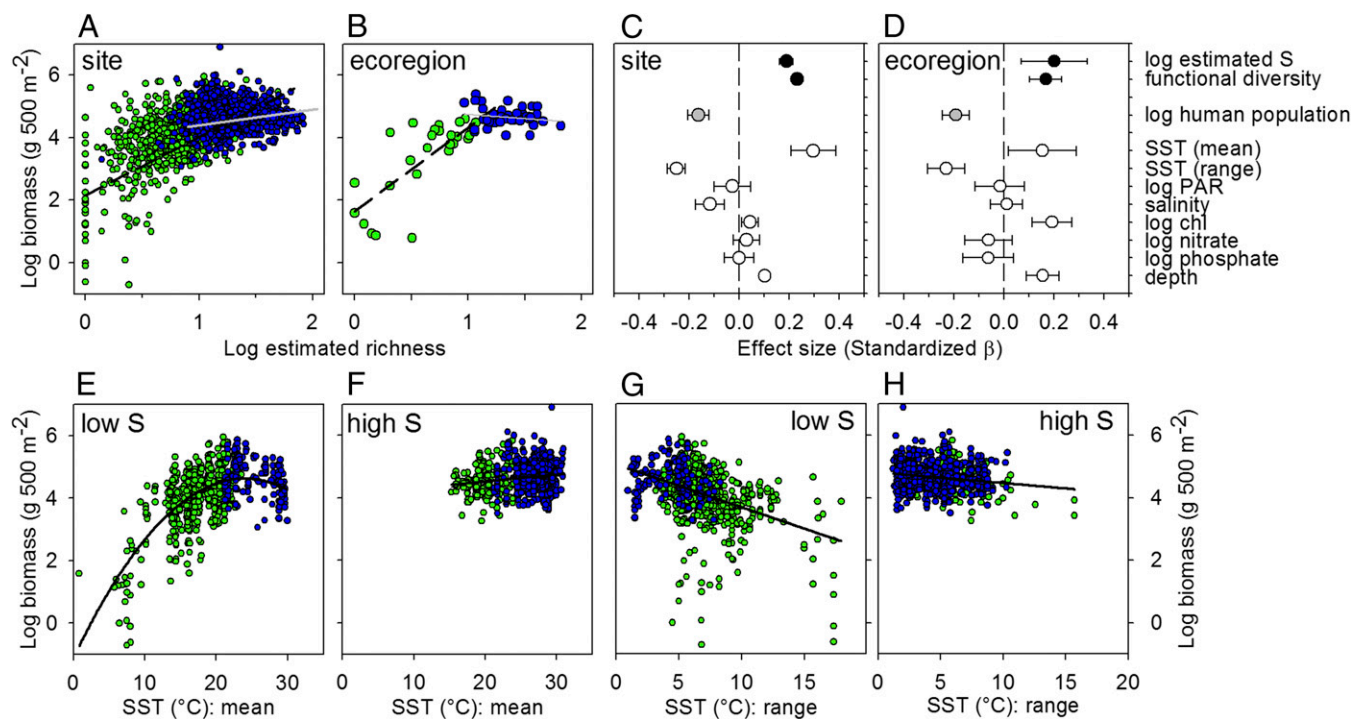 A
B
C
D
site
ecoregion
site
ecoregion
log estimated S
functional diversity
log human population
SST (mean)
SST (range)
log PAR
salinity
log chl
log nitrate
log phosphate
depth
Log biomass (g 500 m⁻²)
6
4
2
0
0 1 2
0 1 2
-0.4 -0.2 0.0 0.2 0.4
-0.4 -0.2 0.0 0.2 0.4
Log estimated richness
Effect size (Standardized β)
E
F
G
H
low S
high S
low S
high S
Log biomass (g 500 m⁻²)
6
4
2
0
6
4
2
0
Log biomass (g 500 m⁻²)
0 10 20 30
0 10 20 30
0 5 10 15
0 5 10 15 20
SST (°C): mean
SST (°C): mean
SST (°C): range
SST (°C): range